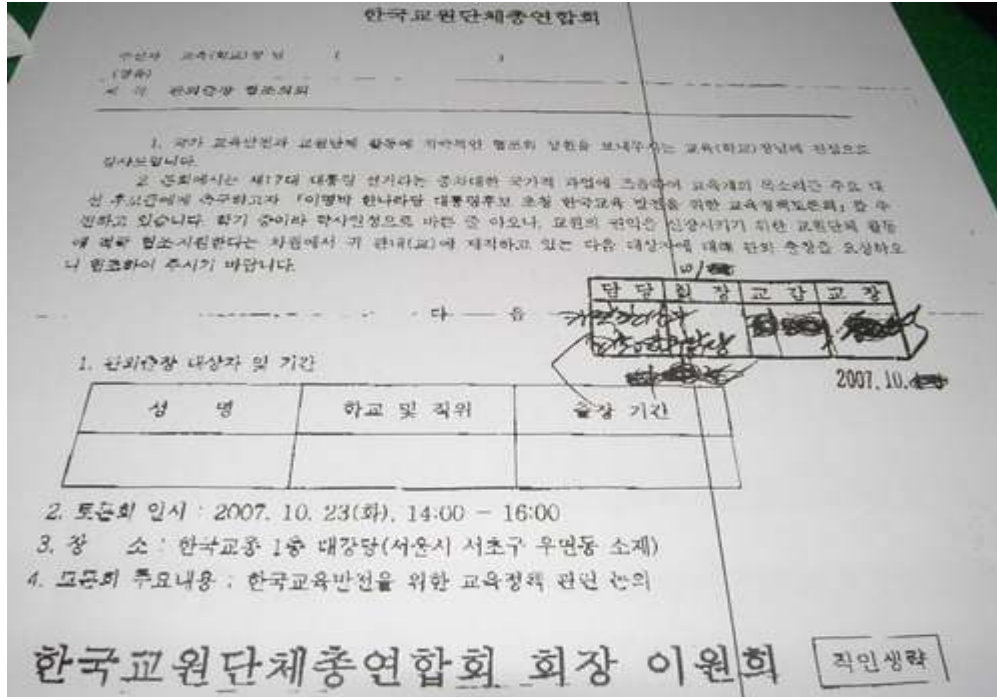 한국교원단체총연합회
수신자 교육(학교)장 님 ( )
(경유)
제 목 관외출장 협조의뢰
1. 국가 교육발전과 교원단체 활동에 적극적인 협조와 성원을 보내주시는 교육(학교)장님께 진심으로
감사드립니다.
2. 본회에서는 제17대 대통령 선거라는 중차대한 국가적 과업에 즈음하여 교육계의 목소리를 주요 대
선 후보들에게 촉구하고자 「이명박 한나라당 대통령후보 초청 한국교육 발전을 위한 교육정책토론회」를 추
진하고 있습니다. 학기 중이라 학사일정으로 바쁜 줄 아오나, 교원의 권익을 신장시키기 위한 교원단체 활동
에 적극 협조·지원한다는 차원에서 귀 관내(교)에 재직하고 있는 다음 대상자에 대해 관외 출장을 요청하오
니 협조하여 주시기 바랍니다.
담 당 장 교 감 교 장
다 음
2007. 10.
1. 관외출장 대상자 및 기간
성 명 학교 및 직위 출장 기간
2. 토론회 일시 : 2007. 10. 23(화), 14:00 - 16:00
3. 장 소 : 한국교총 1층 대강당(서울시 서초구 우면동 소재)
4. 토론회 주요내용 : 한국교육발전을 위한 교육정책 관련 논의
한국교원단체총연합회 회장 이원희 직인생략